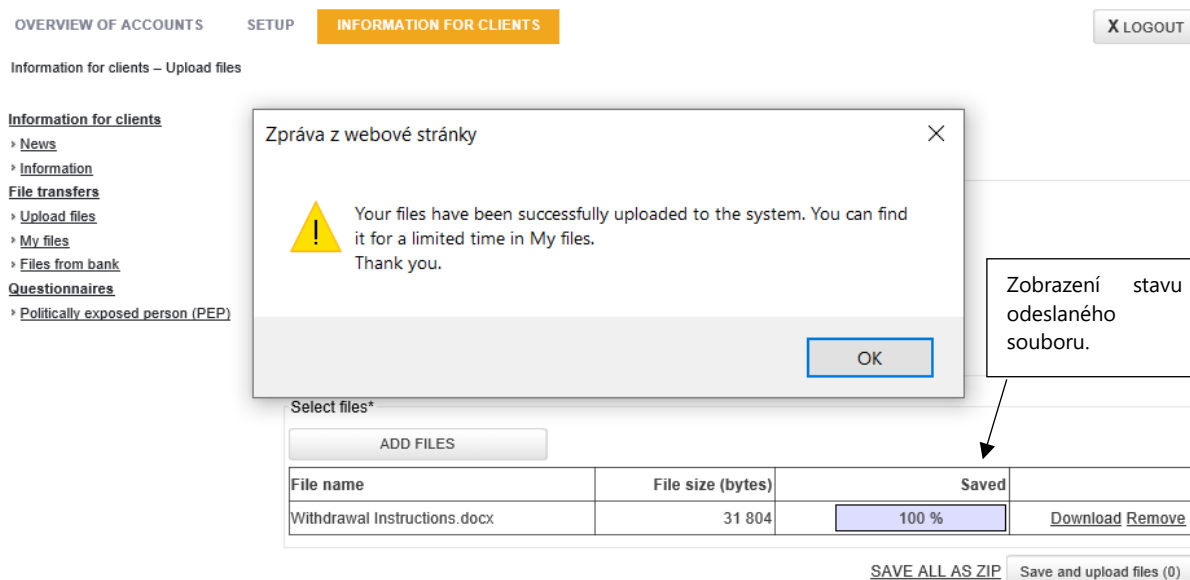 OVERVIEW OF ACCOUNTS SETUP INFORMATION FOR CLIENTS X LOGOUT
Information for clients – Upload files
Information for clients
› News
› Information
File transfers
› Upload files
› My files
› Files from bank
Questionnaires
› Politically exposed person (PEP)
Zpráva z webové stránky
Your files have been successfully uploaded to the system. You can find
it for a limited time in My files.
Thank you.
OK
Zobrazení stavu
odeslaného
souboru.
Select files*
ADD FILES
File name File size (bytes) Saved
Withdrawal Instructions.docx 31 804 100 % Download Remove
SAVE ALL AS ZIP Save and upload files (0)